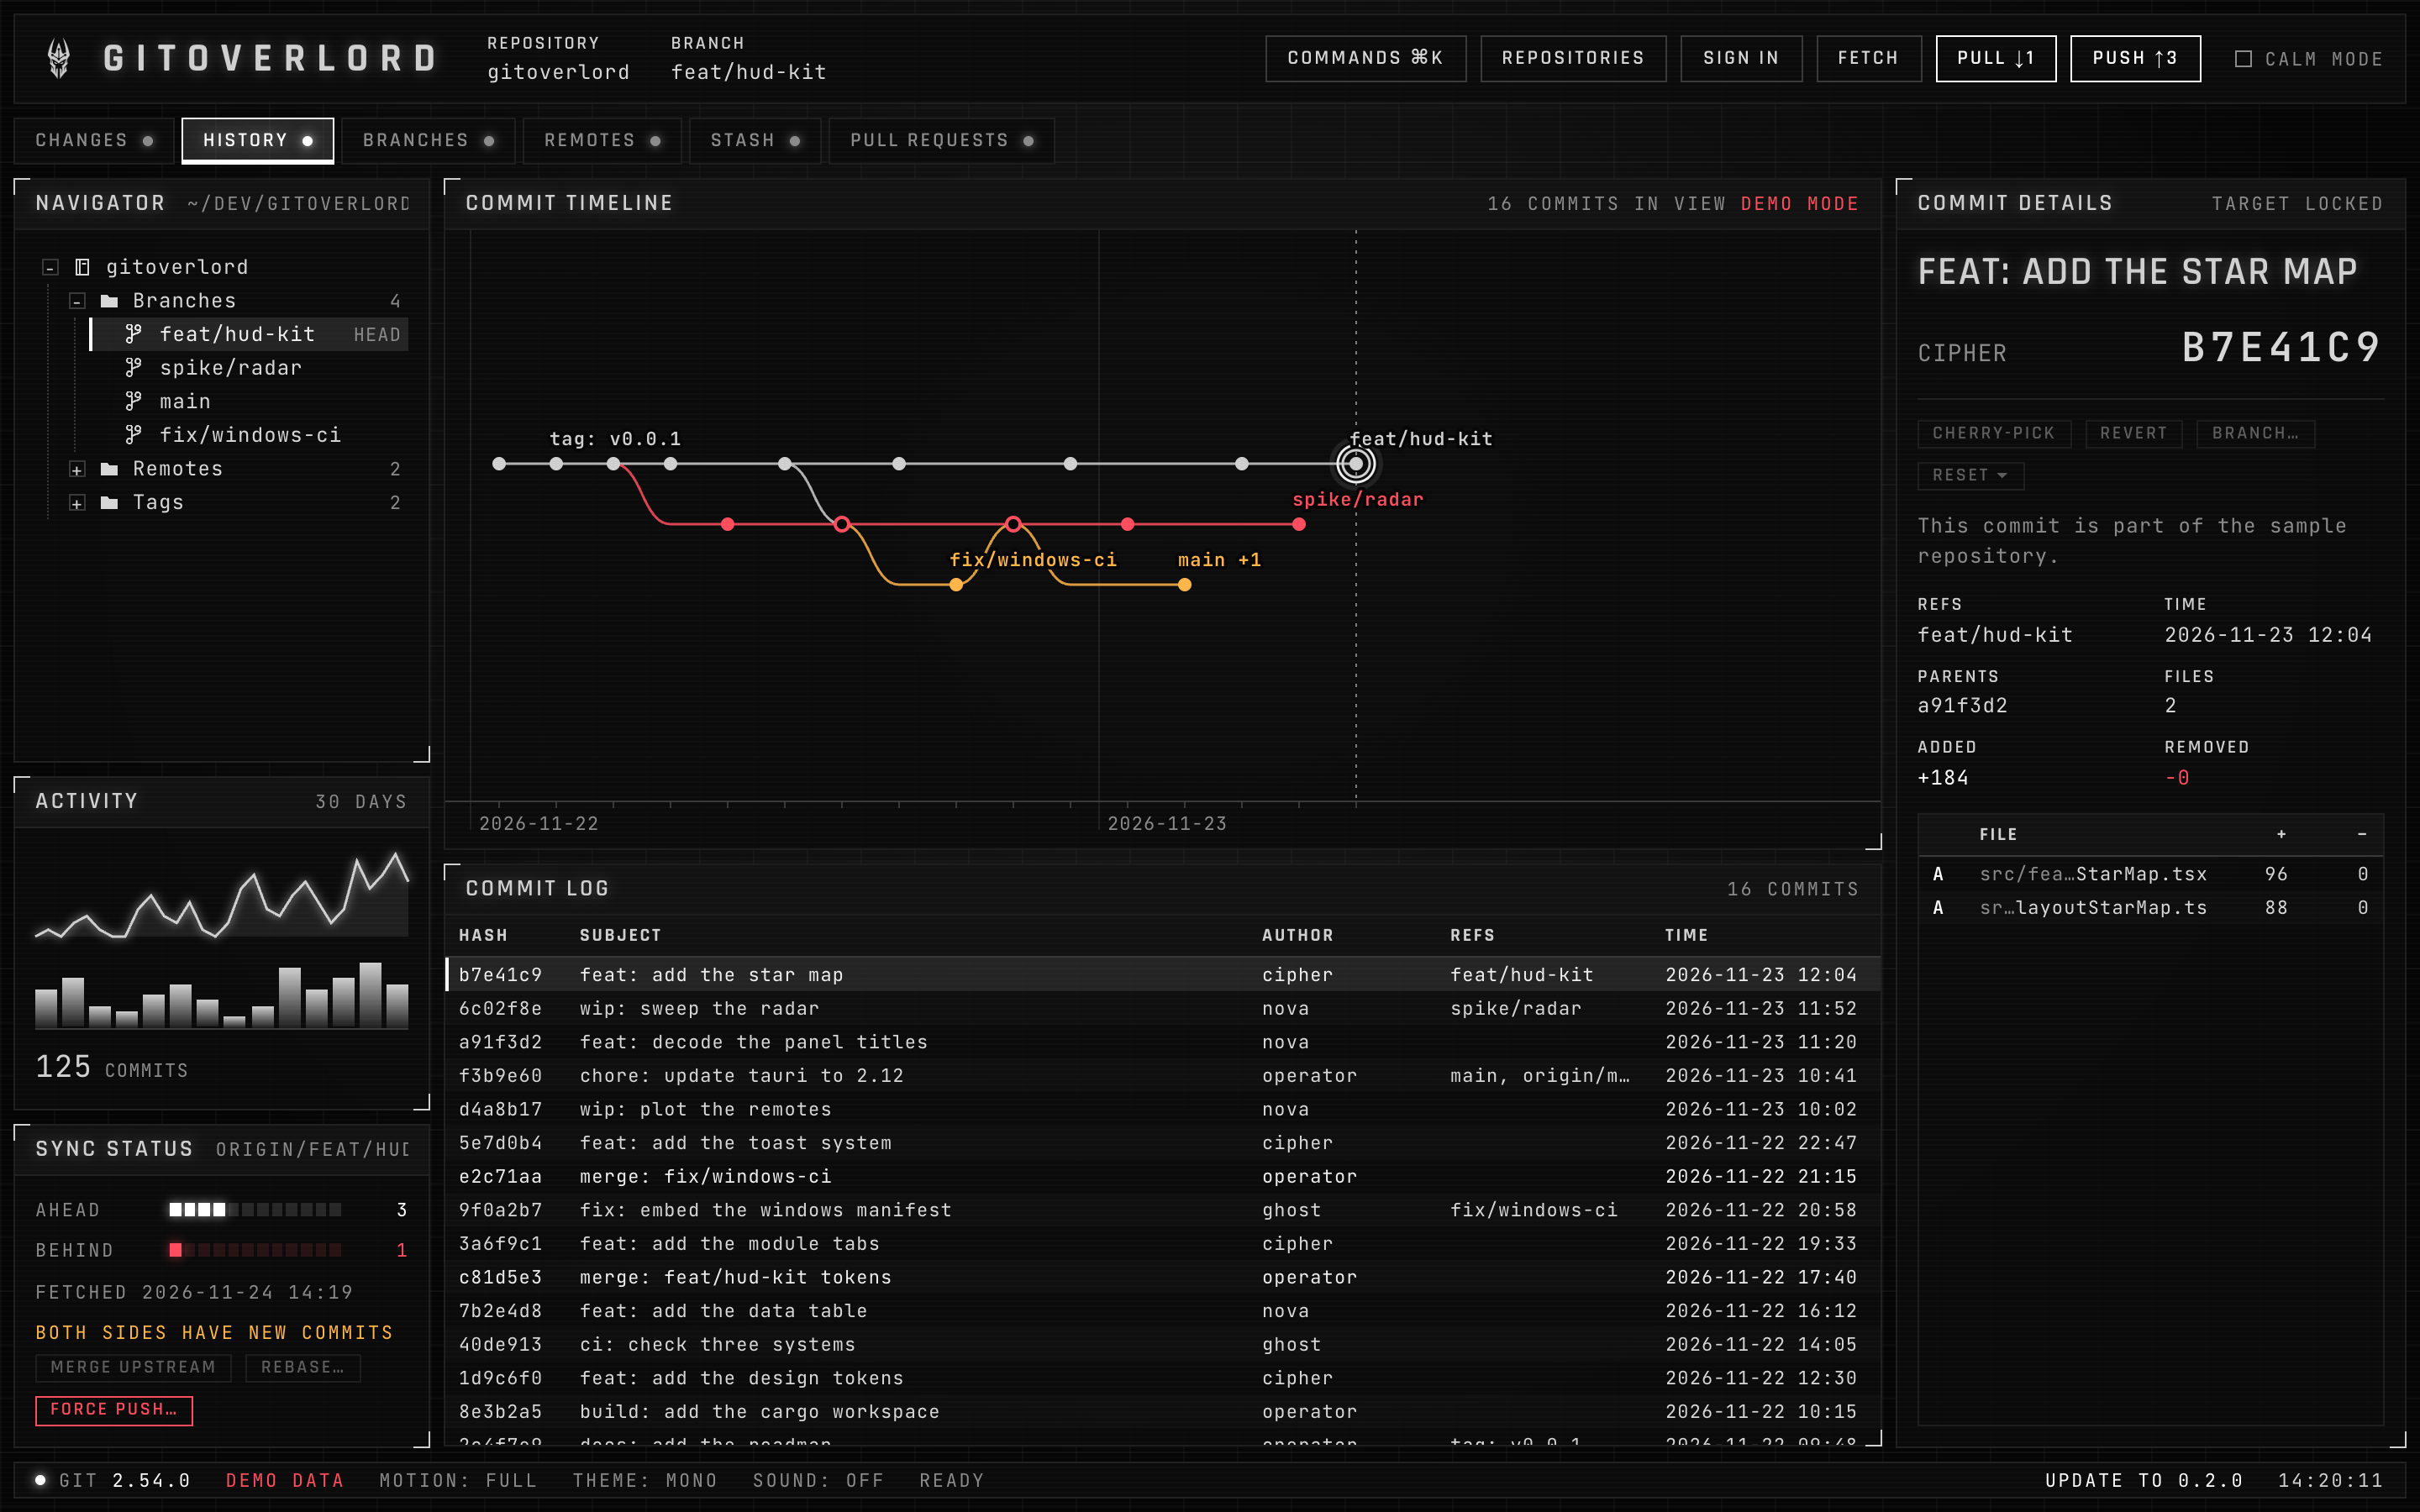 GITOVERLORD
REPOSITORY
gitoverlord
BRANCH
feat/hud-kit
COMMANDS ⌘K
REPOSITORIES
SIGN IN
FETCH
PULL ↓1
PUSH ↑3
CALM MODE
CHANGES
HISTORY
BRANCHES
REMOTES
STASH
PULL REQUESTS
NAVIGATOR ~/DEV/GITOVERLORD
gitoverlord
Branches 4
feat/hud-kit HEAD
spike/radar
main
fix/windows-ci
Remotes 2
Tags 2
ACTIVITY 30 DAYS
125 COMMITS
SYNC STATUS ORIGIN/FEAT/HUD
AHEAD 3
BEHIND 1
FETCHED 2026-11-24 14:19
BOTH SIDES HAVE NEW COMMITS
MERGE UPSTREAM
REBASE…
FORCE PUSH…
COMMIT TIMELINE 16 COMMITS IN VIEW DEMO MODE
tag: v0.0.1
feat/hud-kit
spike/radar
fix/windows-ci
main +1
2026-11-22
2026-11-23
COMMIT LOG 16 COMMITS
HASH SUBJECT AUTHOR REFS TIME
b7e41c9 feat: add the star map cipher feat/hud-kit 2026-11-23 12:04
6c02f8e wip: sweep the radar nova spike/radar 2026-11-23 11:52
a91f3d2 feat: decode the panel titles nova 2026-11-23 11:20
f3b9e60 chore: update tauri to 2.12 operator main, origin/m… 2026-11-23 10:41
d4a8b17 wip: plot the remotes nova 2026-11-23 10:02
5e7d0b4 feat: add the toast system cipher 2026-11-22 22:47
e2c71aa merge: fix/windows-ci operator 2026-11-22 21:15
9f0a2b7 fix: embed the windows manifest ghost fix/windows-ci 2026-11-22 20:58
3a6f9c1 feat: add the module tabs cipher 2026-11-22 19:33
c81d5e3 merge: feat/hud-kit tokens operator 2026-11-22 17:40
7b2e4d8 feat: add the data table nova 2026-11-22 16:12
40de913 ci: check three systems ghost 2026-11-22 14:05
1d9c6f0 feat: add the design tokens cipher 2026-11-22 12:30
8e3b2a5 build: add the cargo workspace operator 2026-11-22 10:15
docs: add the roadmap operator tag: v0.0.1 2026-11-22 09:48
COMMIT DETAILS TARGET LOCKED
FEAT: ADD THE STAR MAP
CIPHER B7E41C9
CHERRY-PICK
REVERT
BRANCH…
RESET
This commit is part of the sample
repository.
REFS
feat/hud-kit
TIME
2026-11-23 12:04
PARENTS
a91f3d2
FILES
2
ADDED
+184
REMOVED
-0
FILE + −
A src/fea…StarMap.tsx 96 0
A sr…layoutStarMap.ts 88 0
GIT 2.54.0 DEMO DATA MOTION: FULL THEME: MONO SOUND: OFF READY
UPDATE TO 0.2.0 14:20:11